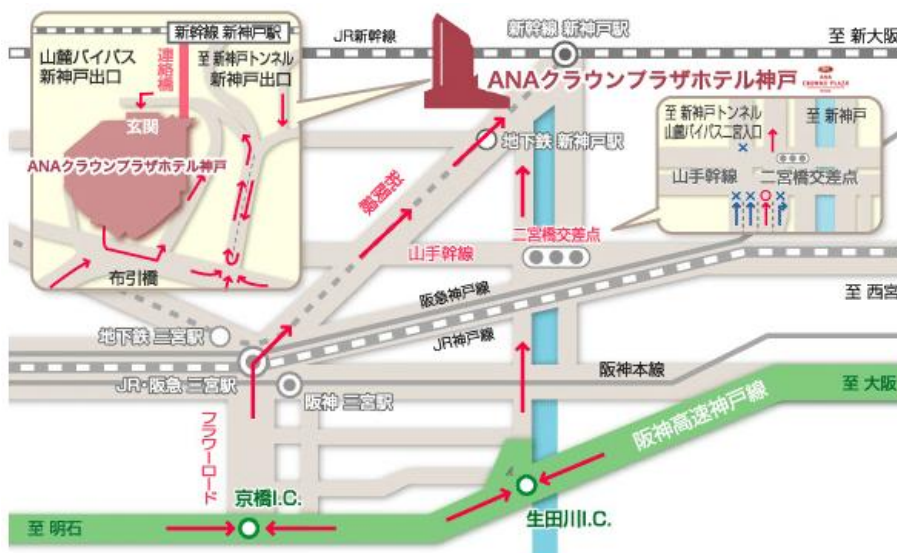 新幹線 新神戸駅
山麓バイパス
新神戸出口
連絡橋
至 新神戸トンネル
新神戸出口
玄関
ANAクラウンプラザホテル神戸
布引橋
JR新幹線
新幹線 新神戸駅
至 新大阪
ANAクラウンプラザホテル神戸
ANA
CROWNE PLAZA
地下鉄 新神戸駅
至 新神戸トンネル
山麓バイパス二宮入口
至 新神戸
山手幹線
二宮橋交差点
山手幹線
二宮橋交差点
阪急神戸線
至 西宮
地下鉄 三宮駅
JR神戸線
JR・阪急 三宮駅
阪神 三宮駅
阪神本線
至 大阪
フラワーロード
阪神高速神戸線
京橋I.C.
生田川I.C.
至 明石